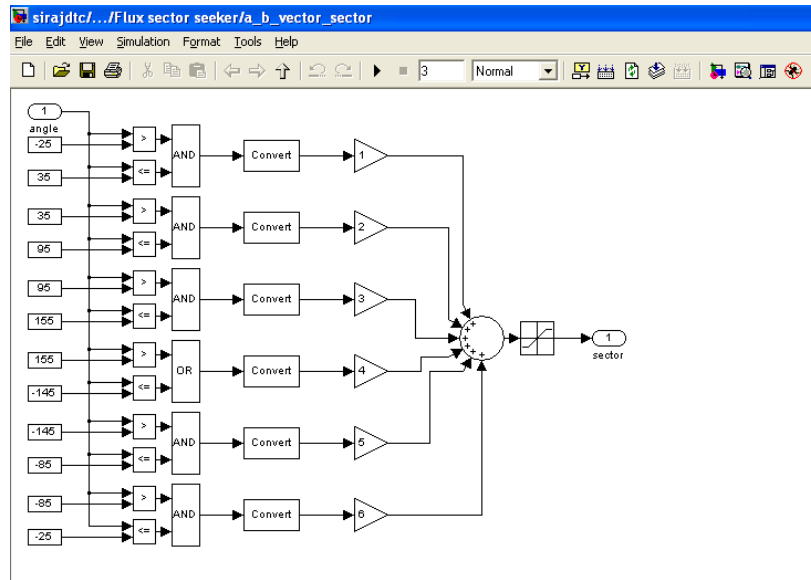 sirajdtc/.../Flux sector seeker/a_b_vector_sector
File Edit View Simulation Format Tools Help
3 Normal
1
angle
-25
>
AND
Convert
1
35
<=
35
>
AND
Convert
2
95
<=
95
>
AND
Convert
3
155
<=
155
>
OR
Convert
4
-145
<=
-145
>
AND
Convert
5
-85
<=
-85
>
AND
Convert
6
-25
<=
+
+
+
+
+
+
1
sector